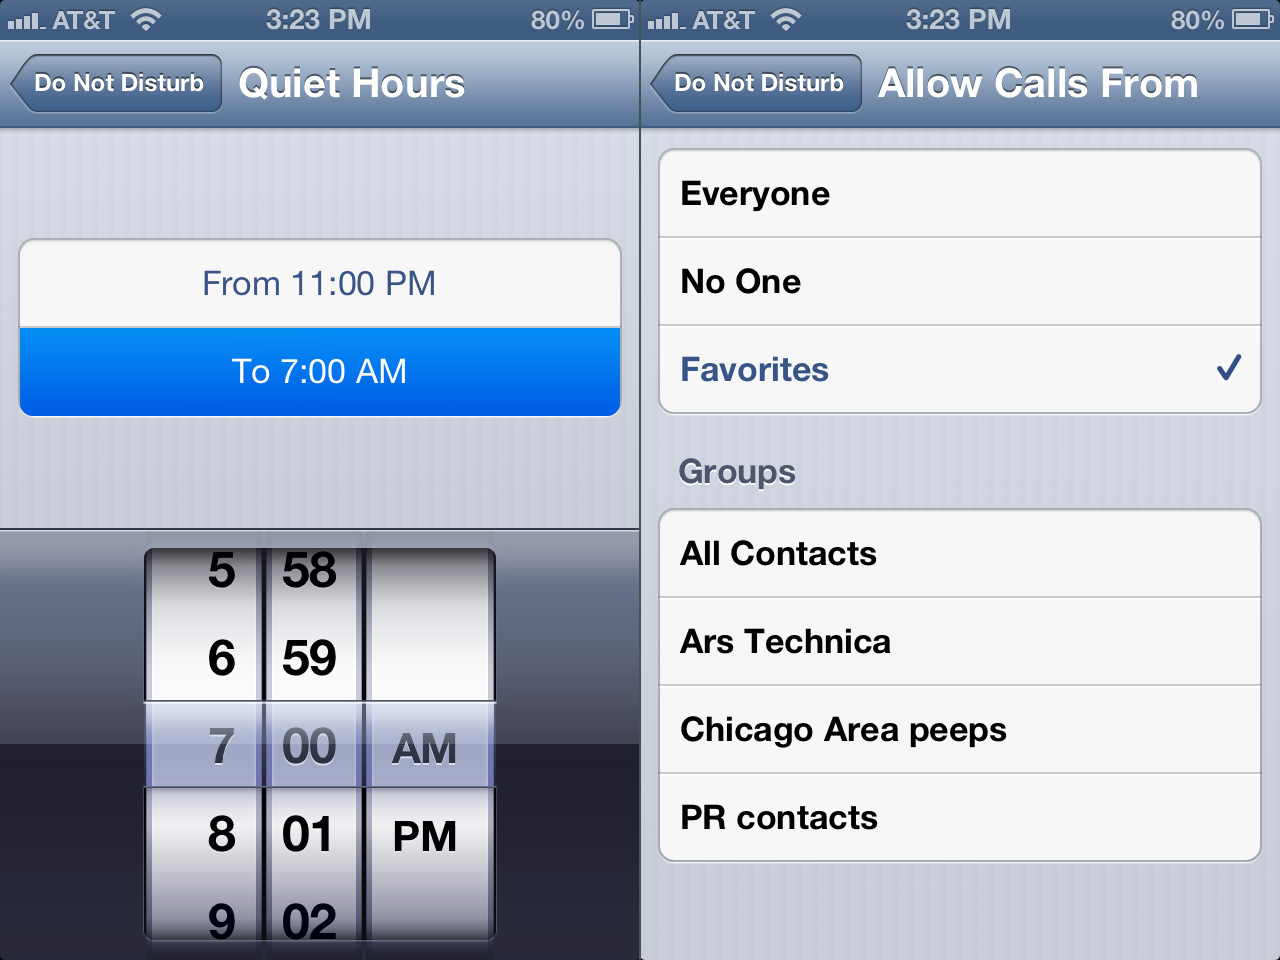 AT&T 3:23 PM 80%
Do Not Disturb Quiet Hours
From 11:00 PM
To 7:00 AM
5 58
6 59
7 00 AM
8 01 PM
9 02
AT&T 3:23 PM 80%
Do Not Disturb Allow Calls From
Everyone
No One
Favorites
Groups
All Contacts
Ars Technica
Chicago Area peeps
PR contacts